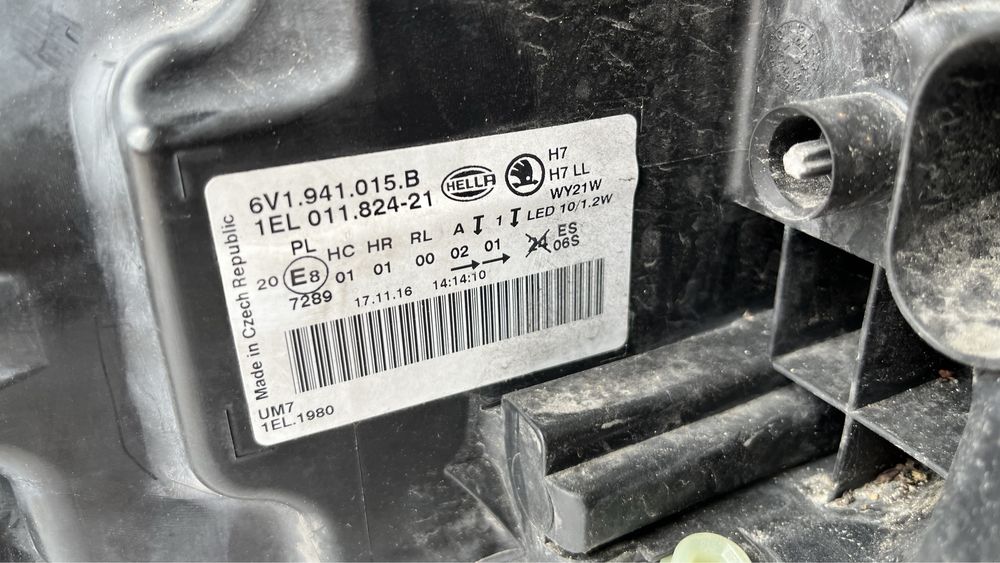 6V1.941.015.B
1EL 011.824-21
HELLA
H7
H7 LL
WY21W
LED 10/1.2W
PL HC HR RL A 1
20 E8 01 01 00 02 01 24 ES
06S
7289 17.11.16 14:14:10
Made in Czech Republic
UM7
1EL.1980